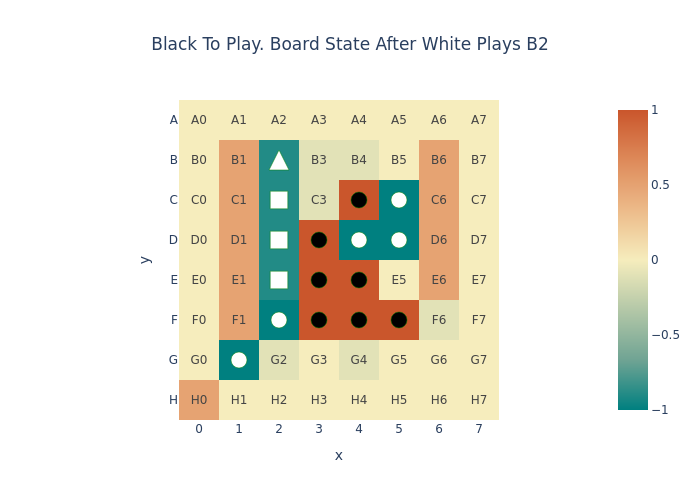 Black To Play. Board State After White Plays B2
A A0 A1 A2 A3 A4 A5 A6 A7
B B0 B1 B3 B4 B5 B6 B7
C C0 C1 C3 C6 C7
D D0 D1 D6 D7
E E0 E1 E5 E6 E7
F F0 F1 F6 F7
G G0 G2 G3 G4 G5 G6 G7
H H0 H1 H2 H3 H4 H5 H6 H7
0 1 2 3 4 5 6 7
x
y
1
0.5
0
−0.5
−1